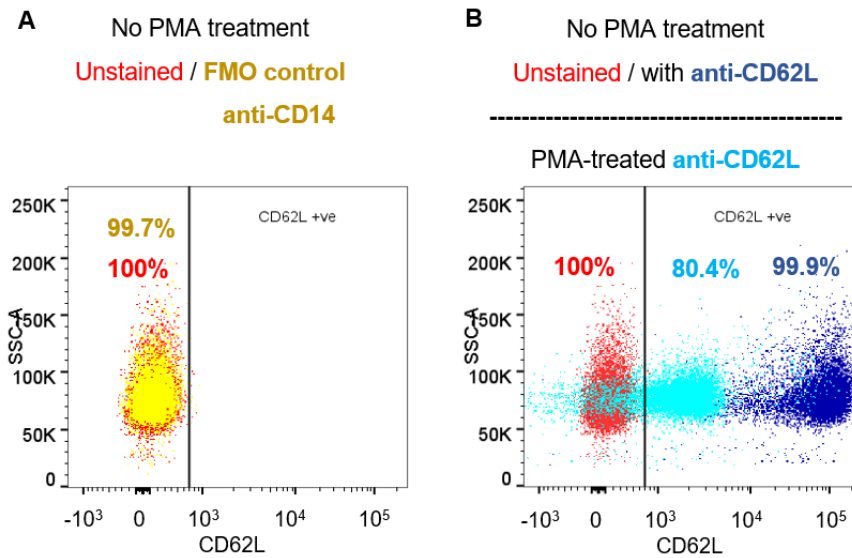 A
No PMA treatment
Unstained / FMO control
anti-CD14
250K
200K
150K
100K
50K
0
SSC-A
99.7%
100%
CD62L +ve
-10³
0
10³
10⁴
10⁵
CD62L
B
No PMA treatment
Unstained / with anti-CD62L
PMA-treated anti-CD62L
250K
200K
150K
100K
50K
0
SSC-A
CD62L +ve
100%
80.4%
99.9%
-10³
0
10³
10⁴
10⁵
CD62L